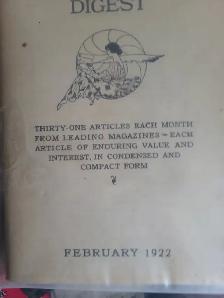 DIGEST
THIRTY-ONE ARTICLES EACH MONTH
FROM LEADING MAGAZINES — EACH
ARTICLE OF ENDURING VALUE AND
INTEREST, IN CONDENSED AND
COMPACT FORM
FEBRUARY 1922